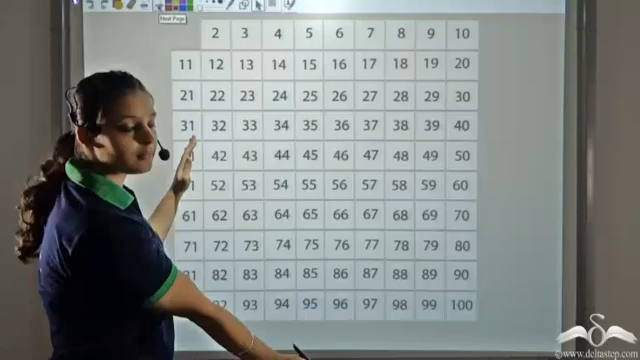 Next Page
2 3 4 5 6 7 8 9 10
11 12 13 14 15 16 17 18 19 20
21 22 23 24 25 26 27 28 29 30
31 32 33 34 35 36 37 38 39 40
42 43 44 45 46 47 48 49 50
52 53 54 55 56 57 58 59 60
61 62 63 64 65 66 67 68 69 70
71 72 73 74 75 76 77 78 79 80
82 83 84 85 86 87 88 89 90
93 94 95 96 97 98 99 100
©www.deltastep.com